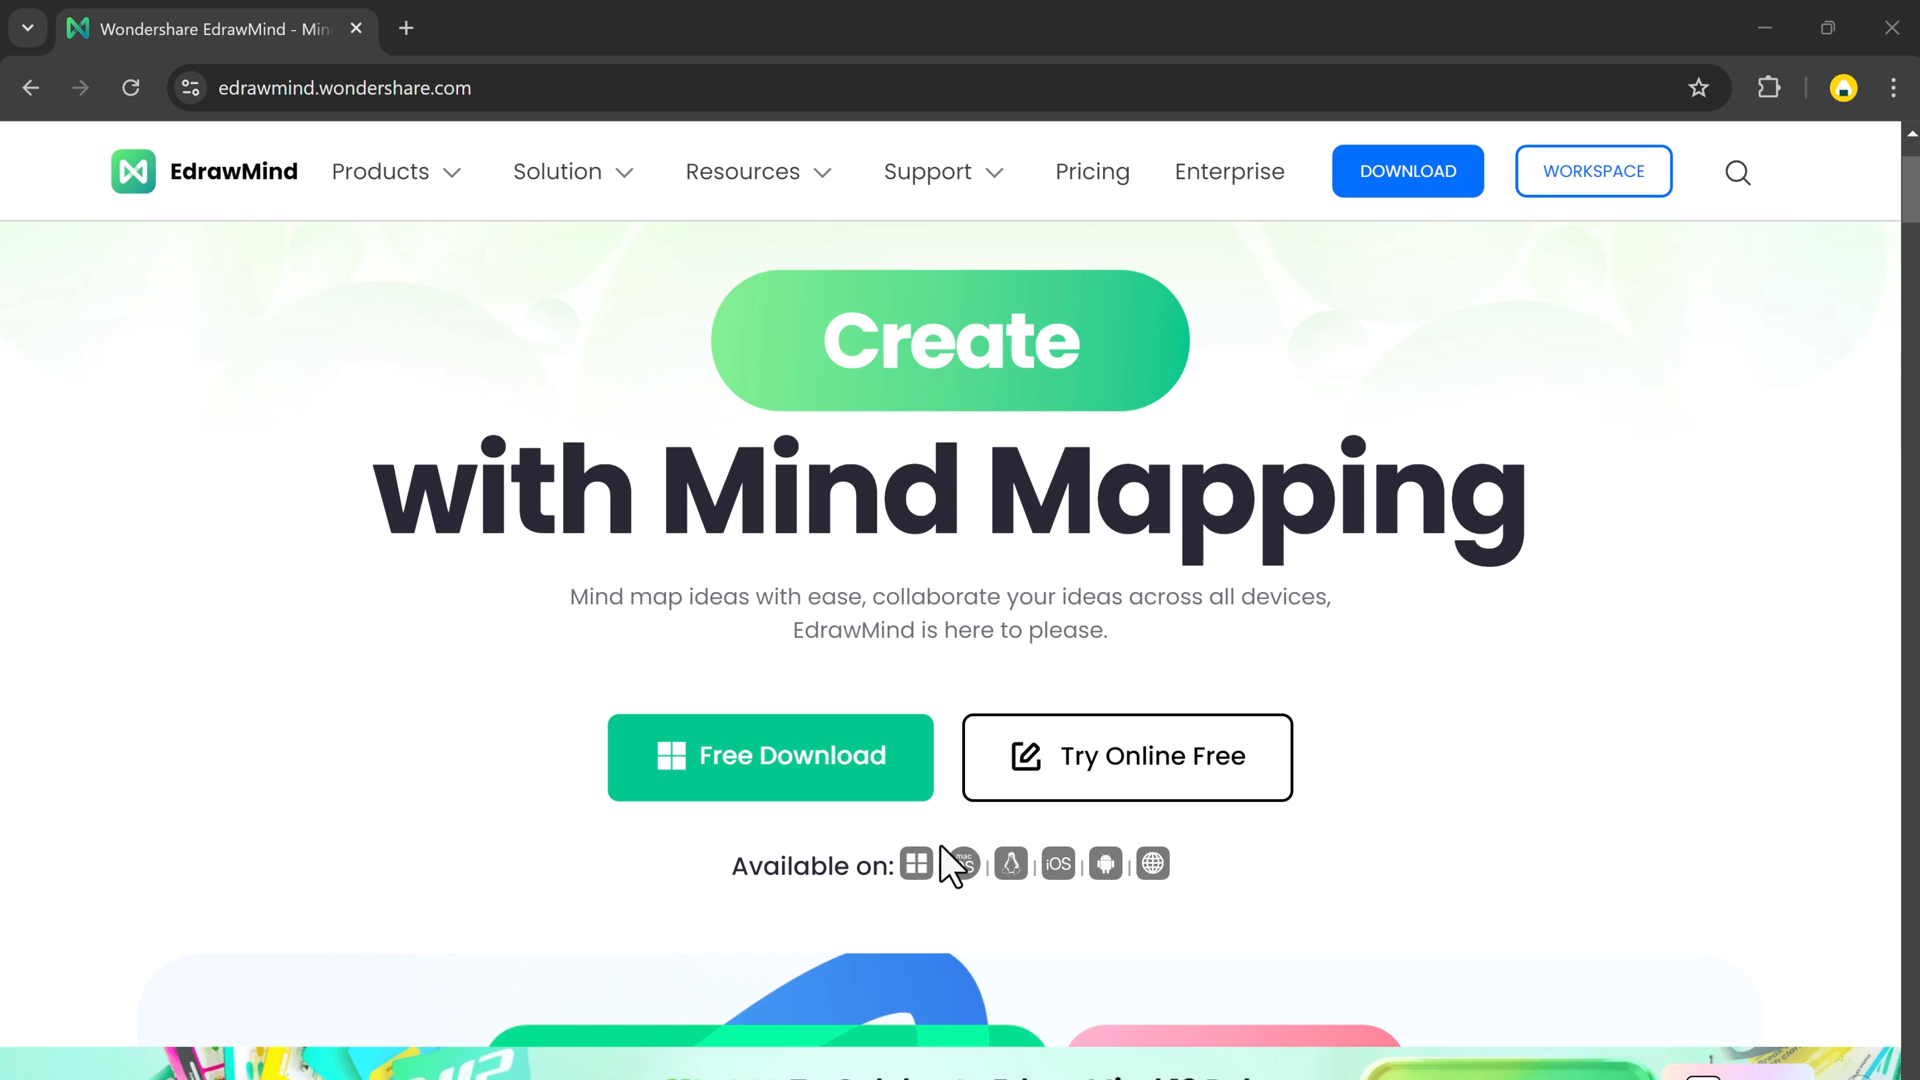 Wondershare EdrawMind - Min
edrawmind.wondershare.com
EdrawMind Products Solution Resources Support Pricing Enterprise DOWNLOAD WORKSPACE
Create
with Mind Mapping
Mind map ideas with ease, collaborate your ideas across all devices,
EdrawMind is here to please.
Free Download Try Online Free
Available on: iOS